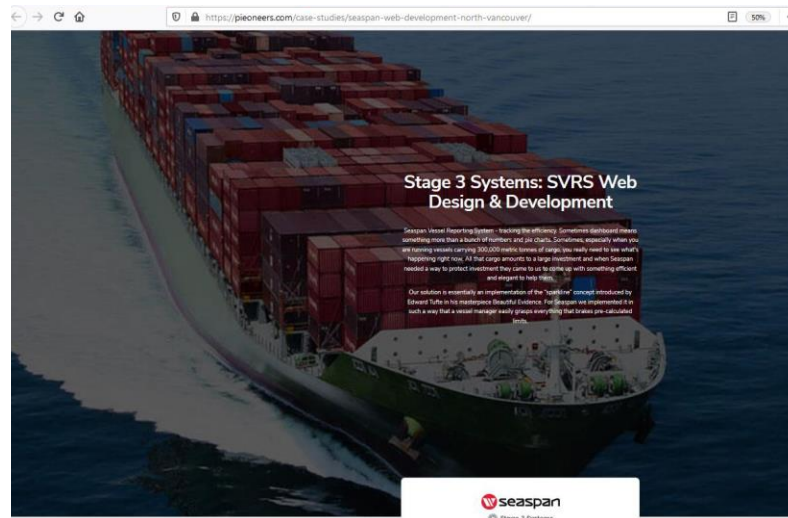 https://pieoneers.com/case-studies/seaspan-web-development-north-vancouver/
50%
Stage 3 Systems: SVRS Web
Design & Development
Seaspan Vessel Reporting System - tracking the efficiency. Sometimes dashboard means
something more than a bunch of numbers and pie charts. Sometimes, especially when you
are running vessels carrying 300,000 metric tonnes of cargo, you really need to see what's
happening right now. All that cargo amounts to a large investment and when Seaspan
needed a way to protect investment they came to us to come up with something efficient
and elegant to help them.
Our solution is essentially an implementation of the "sparkline" concept introduced by
Edward Tufte in his masterpiece Beautiful Evidence. For Seaspan we implemented it in
such a way that a vessel manager easily grasps everything that brakes pre-calculated
limits.
seaspan
Stage 3 Systems